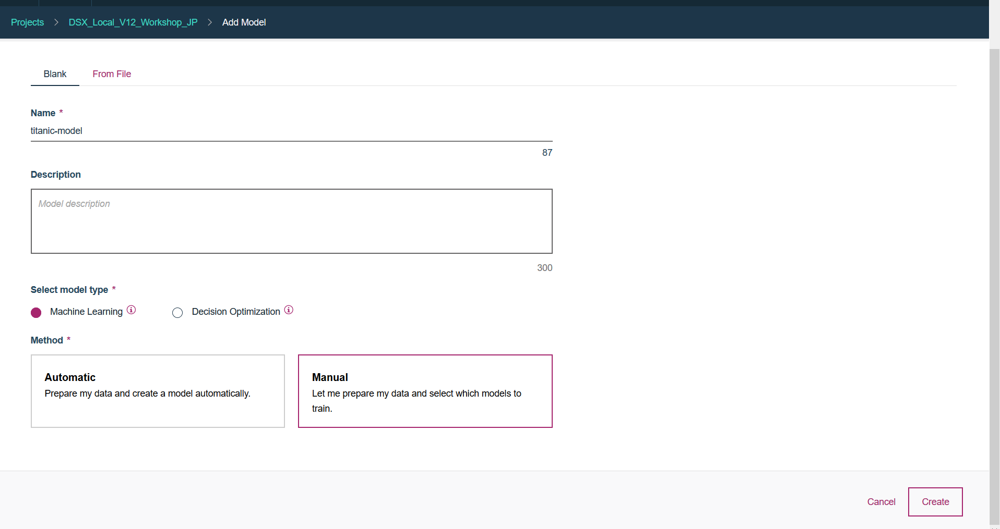 Projects > DSX_Local_V12_Workshop_JP > Add Model
Blank From File
Name *
titanic-model
87
Description
Model description
300
Select model type *
Machine Learning Decision Optimization
Method *
Automatic
Prepare my data and create a model automatically.
Manual
Let me prepare my data and select which models to
train.
Cancel Create